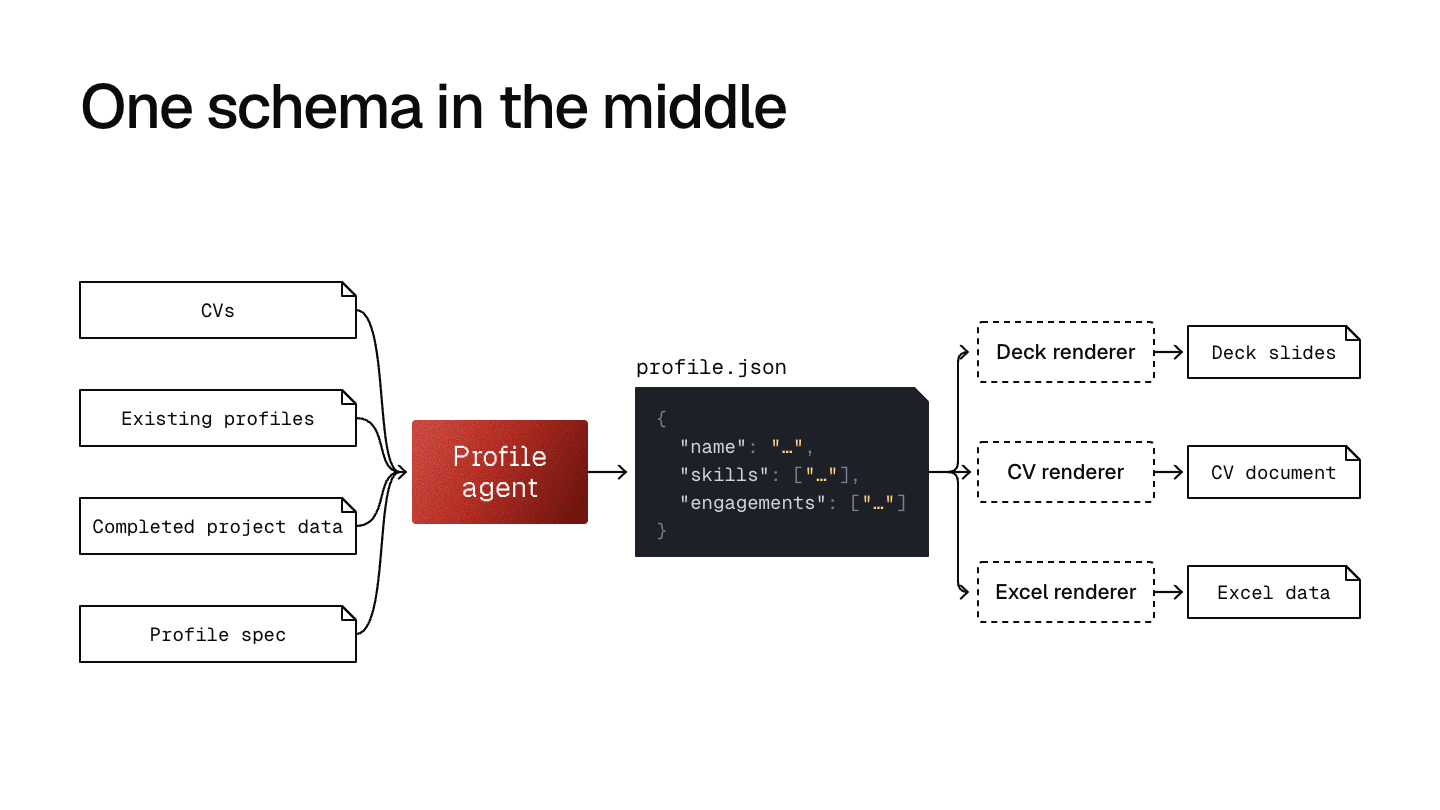 One schema in the middle
CVs
Existing profiles
Completed project data
Profile spec
Profile
agent
profile.json
{
"name": "…",
"skills": ["…"],
"engagements": ["…"]
}
Deck renderer
Deck slides
CV renderer
CV document
Excel renderer
Excel data